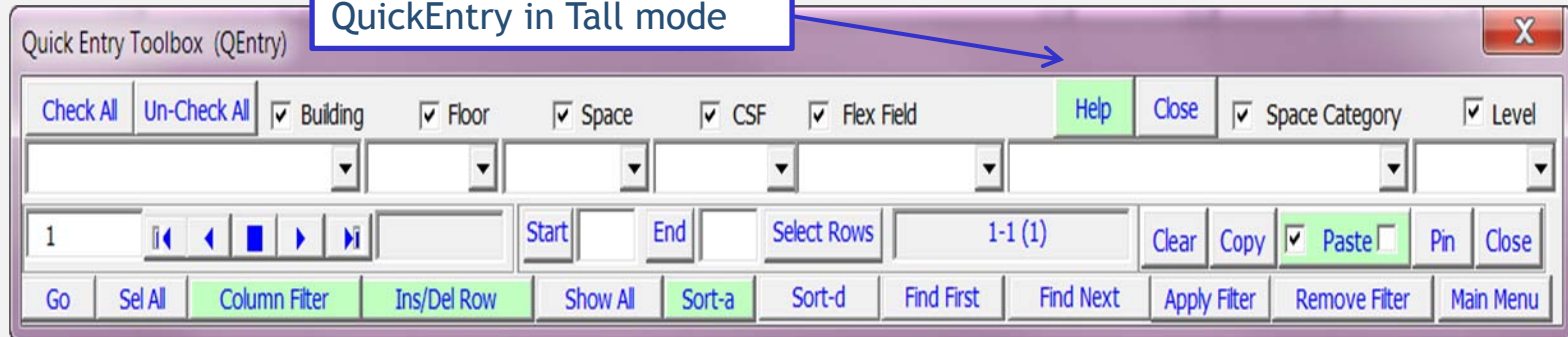 QuickEntry in Tall mode
Quick Entry Toolbox (QEntry)
X
Check All Un-Check All Building Floor Space CSF Flex Field Help Close Space Category Level
1 Start End Select Rows 1-1 (1) Clear Copy Paste Pin Close
Go Sel All Column Filter Ins/Del Row Show All Sort-a Sort-d Find First Find Next Apply Filter Remove Filter Main Menu